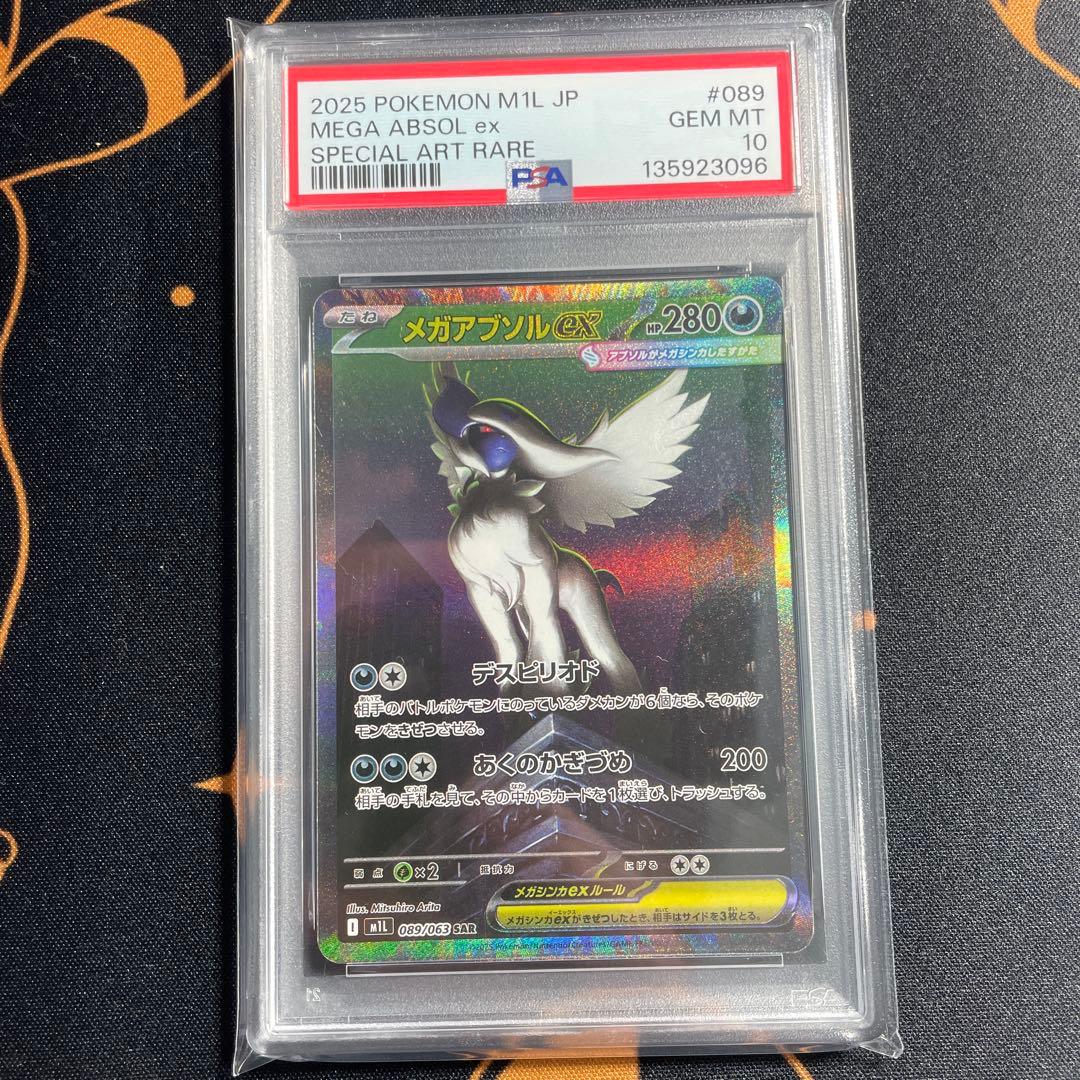 2025 POKEMON M1L JP #089
MEGA ABSOL ex GEM MT
SPECIAL ART RARE 10
PSA 135923096
たね メガアブソルex HP280
アブソルがメガシンカしたすがた
デスピリオド
相手のバトルポケモンにのっているダメカンが6個なら、そのポケ
モンをきぜつさせる。
あくのかぎづめ 200
相手の手札を見て、その中からカードを1枚選び、トラッシュする。
弱点 ×2 抵抗力 にげる
メガシンカexルール
メガシンカexがきぜつしたとき、相手はサイドを3枚とる。
Illus. Mitsuhiro Arita
I M1L 089/063 SAR
©2025 Pokémon/Nintendo/Creatures/GAME FREAK